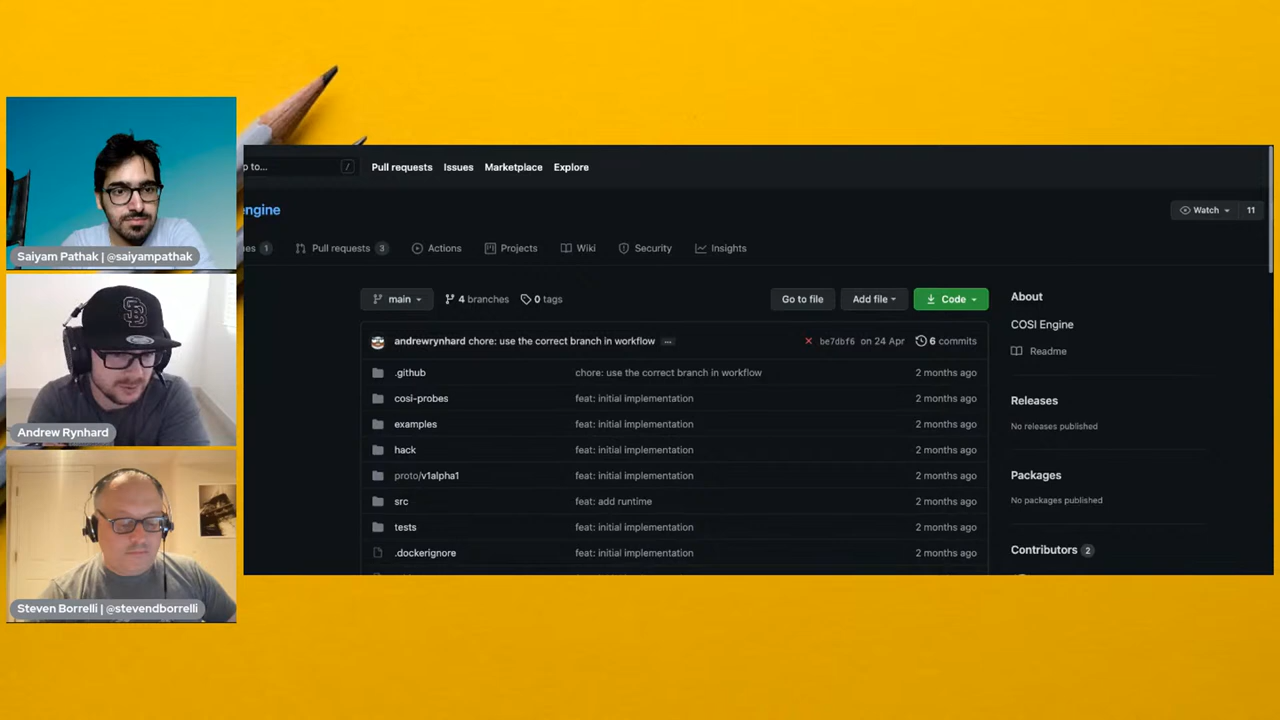 Saiyam Pathak | @saiyampathak
Andrew Rynhard
Steven Borrelli | @stevendborrelli
p to... /
Pull requests Issues Marketplace Explore
engine
Watch 11
es 1 Pull requests 3 Actions Projects Wiki Security Insights
main 4 branches 0 tags Go to file Add file Code
andrewrynhard chore: use the correct branch in workflow ... be7dbf6 on 24 Apr 6 commits
.github chore: use the correct branch in workflow 2 months ago
cosi-probes feat: initial implementation 2 months ago
examples feat: initial implementation 2 months ago
hack feat: initial implementation 2 months ago
proto/v1alpha1 feat: initial implementation 2 months ago
src feat: add runtime 2 months ago
tests feat: initial implementation 2 months ago
.dockerignore feat: initial implementation 2 months ago
About
COSI Engine
Readme
Releases
No releases published
Packages
No packages published
Contributors 2